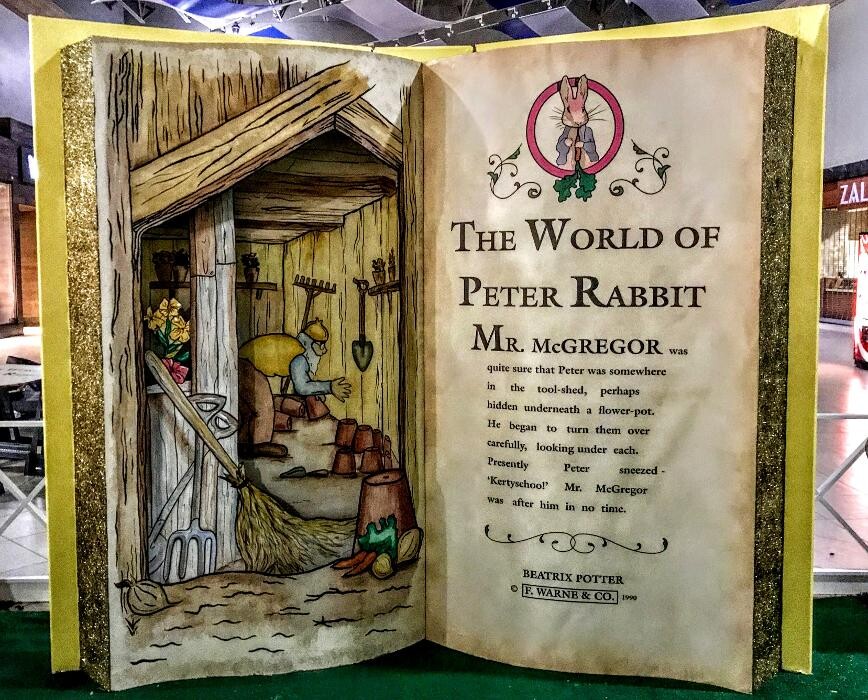 ZAL
THE WORLD OF
PETER RABBIT
MR. McGREGOR was
quite sure that Peter was somewhere
in the tool-shed, perhaps
hidden underneath a flower-pot.
He began to turn them over
carefully, looking under each.
Presently Peter sneezed -
'Kertyschoo!' Mr. McGregor
was after him in no time.
BEATRIX POTTER
© F. WARNE & CO. 1990